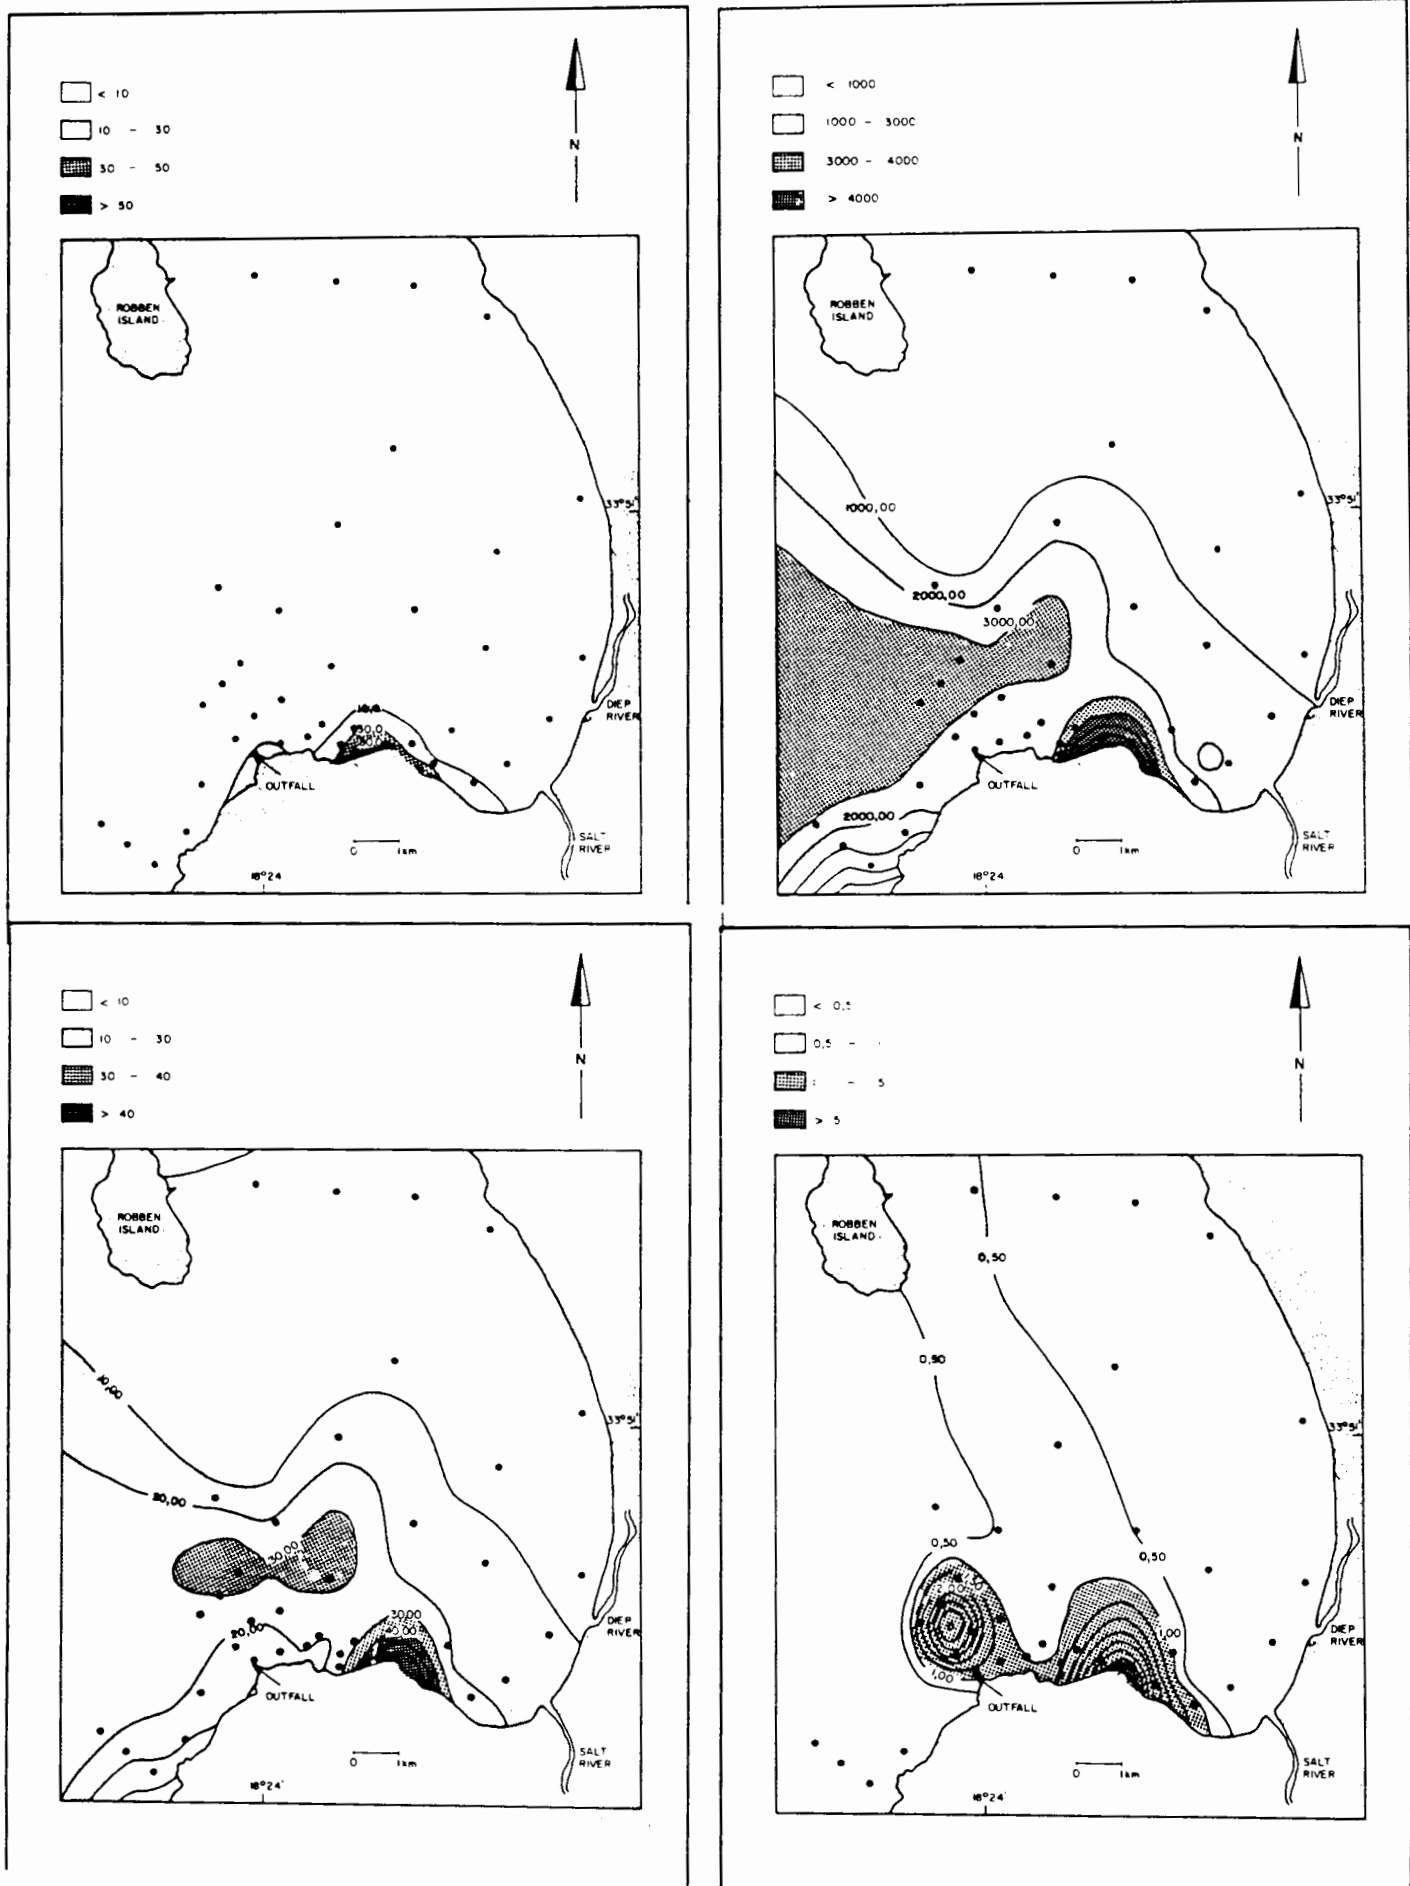 < 10
10 - 30
30 - 50
> 50
N
ROBBEN
ISLAND
33°51'
DIEP
RIVER
OUTFALL
SALT
RIVER
0 1km
18°24
< 1000
1000 - 3000
3000 - 4000
> 4000
N
ROBBEN
ISLAND
1000,00
33°51'
2000,00
3000,00
DIEP
RIVER
OUTFALL
2000,00
SALT
RIVER
0 1km
18°24
< 10
10 - 30
30 - 40
> 40
N
ROBBEN
ISLAND
10,00
33°51'
20,00
30,00
30,00
DIEP
RIVER
20,00
OUTFALL
SALT
RIVER
0 1km
18°24'
< 0,5
0,5 -
- 5
> 5
N
ROBBEN
ISLAND
0,50
0,50
33°51'
0,50
0,50
1,00
DIEP
RIVER
1,00
OUTFALL
SALT
RIVER
0 1km
18°24'